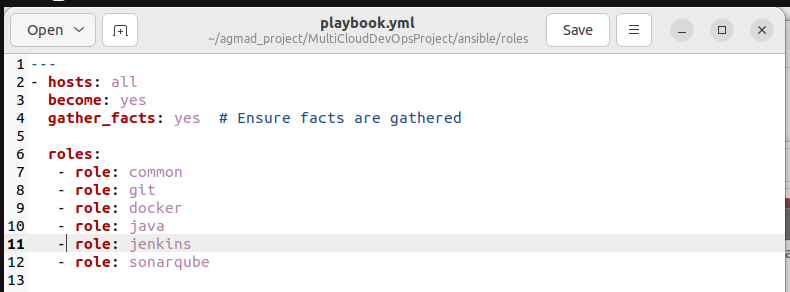 playbook.yml
Open
~/agmad_project/MultiCloudDevOpsProject/ansible/roles
Save
1 ---
2 - hosts: all
3   become: yes
4   gather_facts: yes  # Ensure facts are gathered
5
6   roles:
7    - role: common
8    - role: git
9    - role: docker
10    - role: java
11    - role: jenkins
12    - role: sonarqube
13